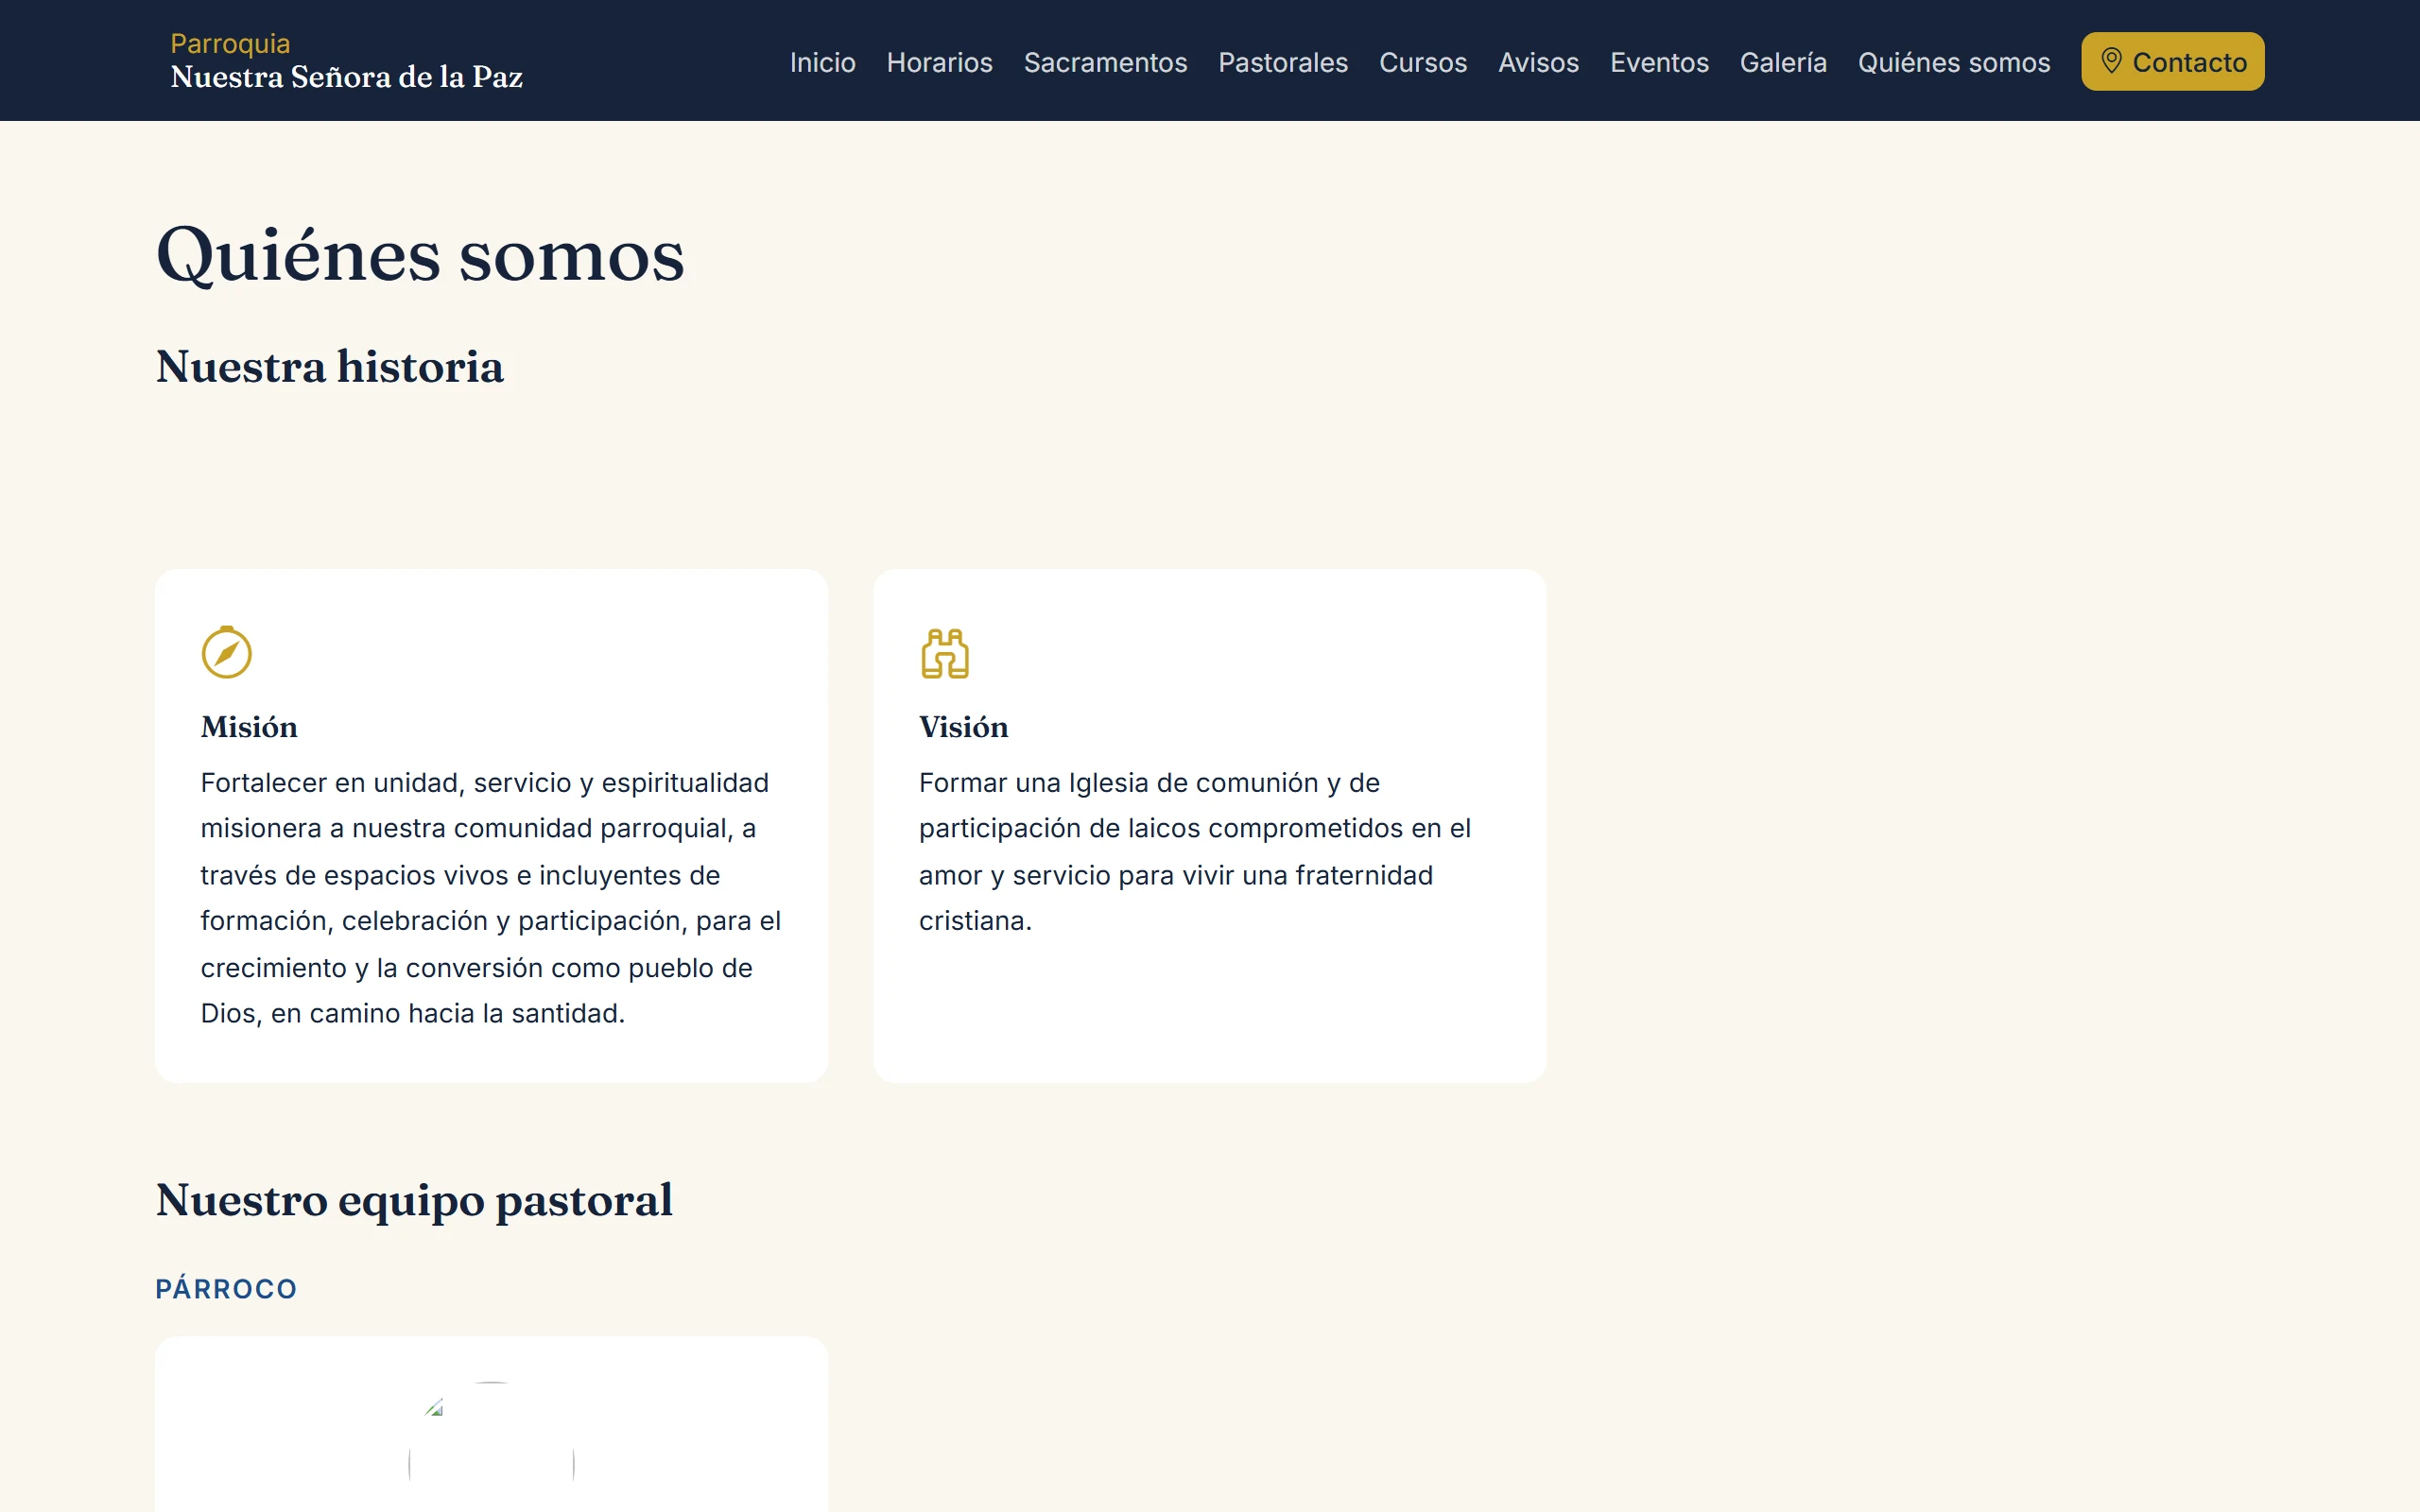 Parroquia
Nuestra Señora de la Paz
Inicio Horarios Sacramentos Pastorales Cursos Avisos Eventos Galería Quiénes somos Contacto
Quiénes somos
Nuestra historia
Misión
Fortalecer en unidad, servicio y espiritualidad
misionera a nuestra comunidad parroquial, a
través de espacios vivos e incluyentes de
formación, celebración y participación, para el
crecimiento y la conversión como pueblo de
Dios, en camino hacia la santidad.
Visión
Formar una Iglesia de comunión y de
participación de laicos comprometidos en el
amor y servicio para vivir una fraternidad
cristiana.
Nuestro equipo pastoral
PÁRROCO